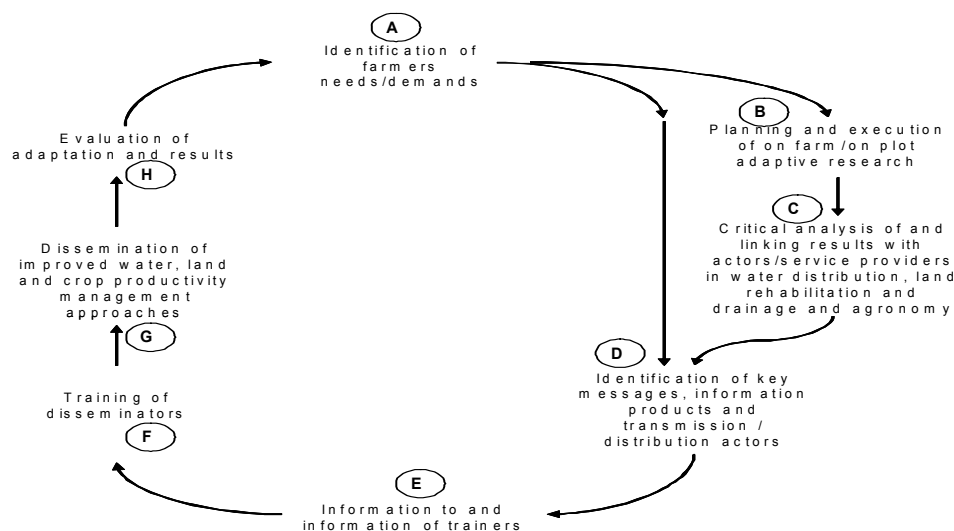 A
Identification of
farmers
needs/demands
B
Planning and execution
of on farm/on plot
adaptive research
C
Critical analysis of and
linking results with
actors/service providers
in water distribution, land
rehabilitation and
drainage and agronomy
D
Identification of key
messages, information
products and
transmission /
distribution actors
E
Information to and
information of trainers
F
Training of
disseminators
G
Dissemination of
improved water, land
and crop productivity
management
approaches
H
Evaluation of
adaptation and results